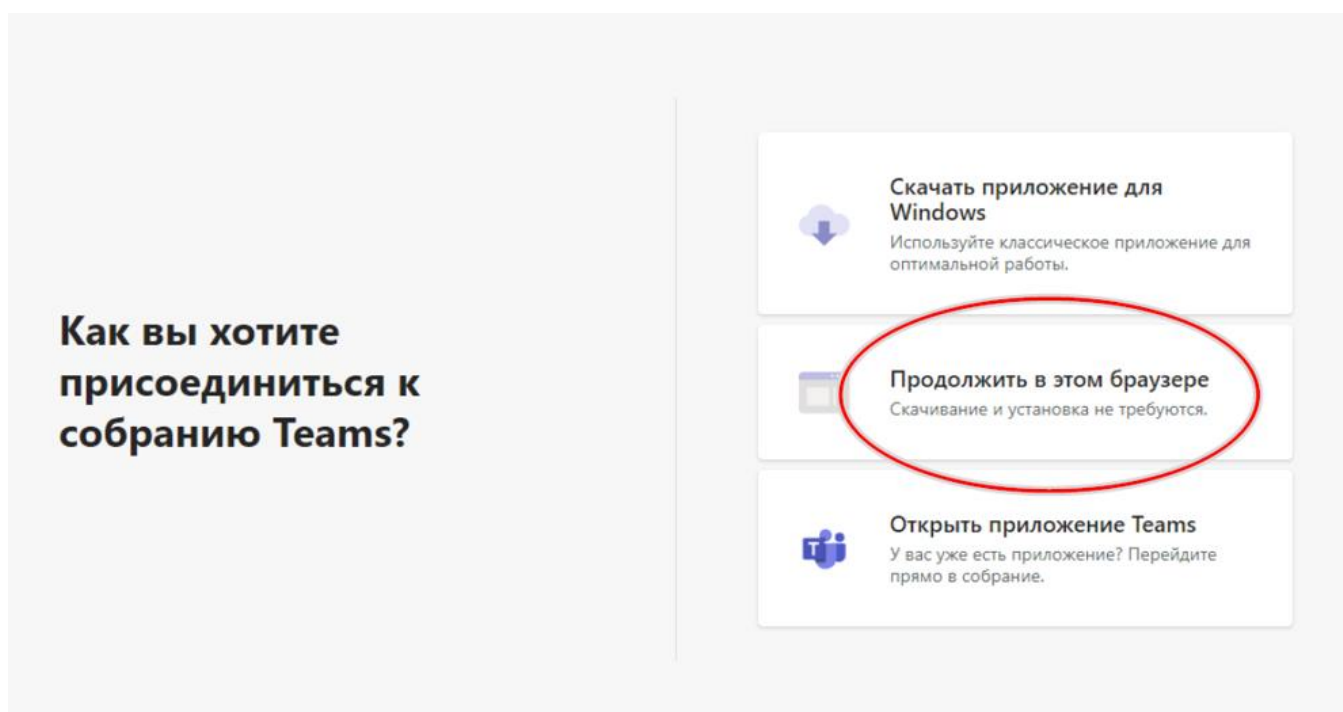 Как вы хотите
присоединиться к
собранию Teams?
Скачать приложение для
Windows
Используйте классическое приложение для
оптимальной работы.
Продолжить в этом браузере
Скачивание и установка не требуются.
Открыть приложение Teams
У вас уже есть приложение? Перейдите
прямо в собрание.